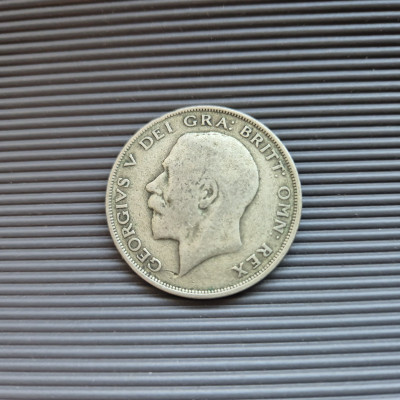 GEORGIVS V DEI GRA: BRITT: OMN: REX